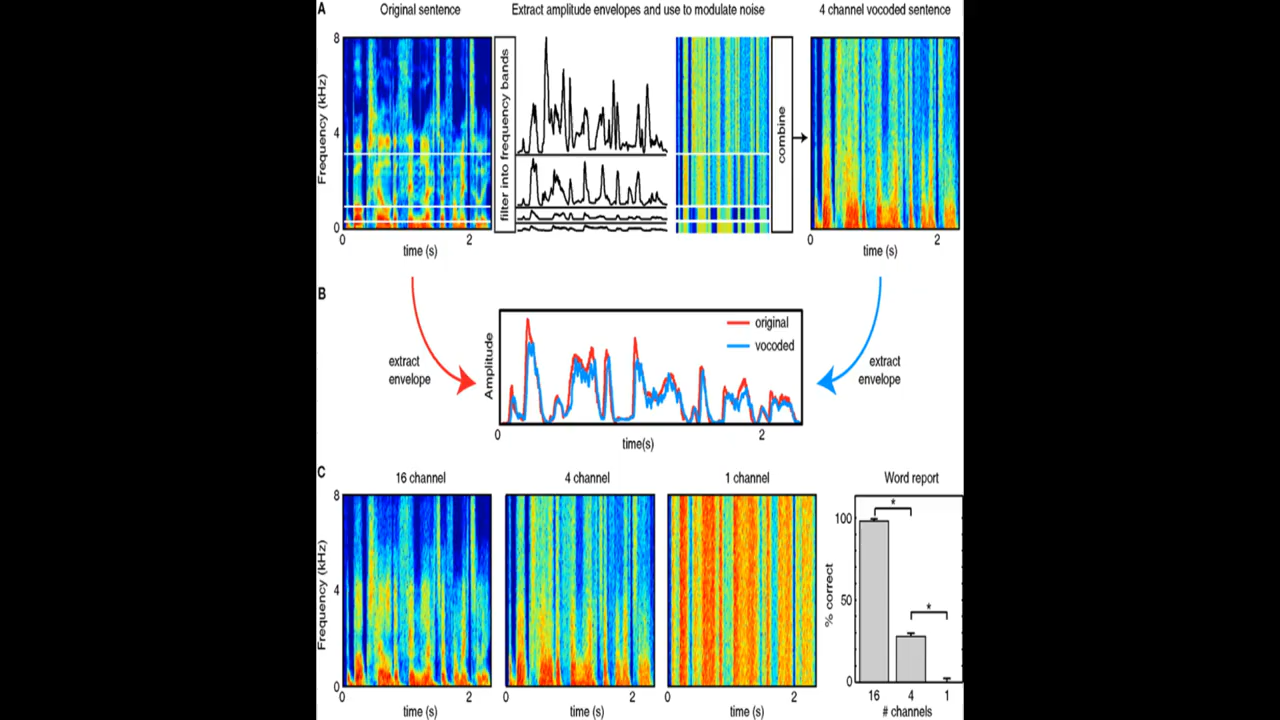 A
Original sentence
Extract amplitude envelopes and use to modulate noise
4 channel vocoded sentence
Frequency (kHz)
8
4
0
filter into frequency bands
combine
0 2
time (s)
0 2
time (s)
B
extract
envelope
Amplitude
original
vocoded
0 2
time(s)
extract
envelope
C
16 channel
4 channel
1 channel
Word report
Frequency (kHz)
8
4
0
0 2
time (s)
0 2
time (s)
0 2
time (s)
% correct
100
50
0
*
*
16 4 1
# channels